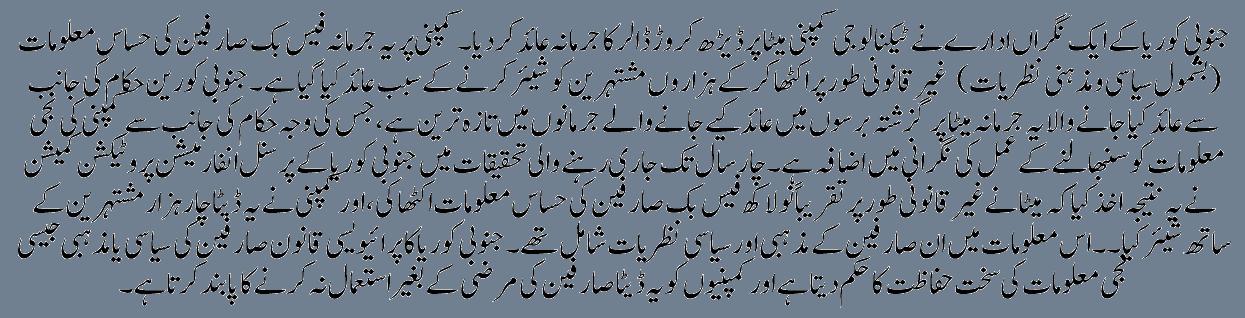 جنوبی کوریا کے ایک نگراں ادارے نے ٹیکنالوجی کمپنی میٹا پر ڈیڑھ کروڑ ڈالر کا جرمانہ عائد کر دیا۔ کمپنی پر یہ جرمانہ فیس بک صارفین کی حساس معلومات
(بشمول سیاسی و مذہنی نظریات) غیر قانونی طور پر اکٹھا کر کے ہزاروں مشتہرین کو شیئر کرنے کے سبب عائد کیا گیا ہے۔ جنوبی کورین حکام کی جانب
سے عائد کیا جانے والا یہ جرمانہ میٹا پر گزشتہ برسوں میں عائد کیے جانے والے جرمانوں میں تازہ ترین ہے، جس کی وجہ حکام کی جانب سے کمپنی کی نجی
معلومات کو سنبھالنے کے عمل کی نگرانی میں اضافہ ہے۔ چار سال تک جاری رہنے والی تحقیقات میں جنوبی کوریا کے پرسنل انفارمیشن پروٹیکشن کمیشن
نے یہ نتیجہ اخذ کیا کہ میٹا نے غیر قانونی طور پر تقریباً نو لاکھ فیس بک صارفین کی حساس معلومات اکٹھا کی، اور کمپنی نے یہ ڈیٹا چار ہزار مشتہرین کے
ساتھ شیئر کیا۔۔ اس معلومات میں ان صارفین کے مذہبی اور سیاسی نظریات شامل تھے۔ جنوبی کوریا کا پرائیویسی قانون صارفین کی سیاسی یا مذہبی جیسی
نجی معلومات کی سخت حفاظت کا حکم دیتا ہے اور کمپنیوں کو یہ ڈیٹا صارفین کی مرضی کے بغیر استعمال نہ کرنے کا پابند کرتا ہے۔